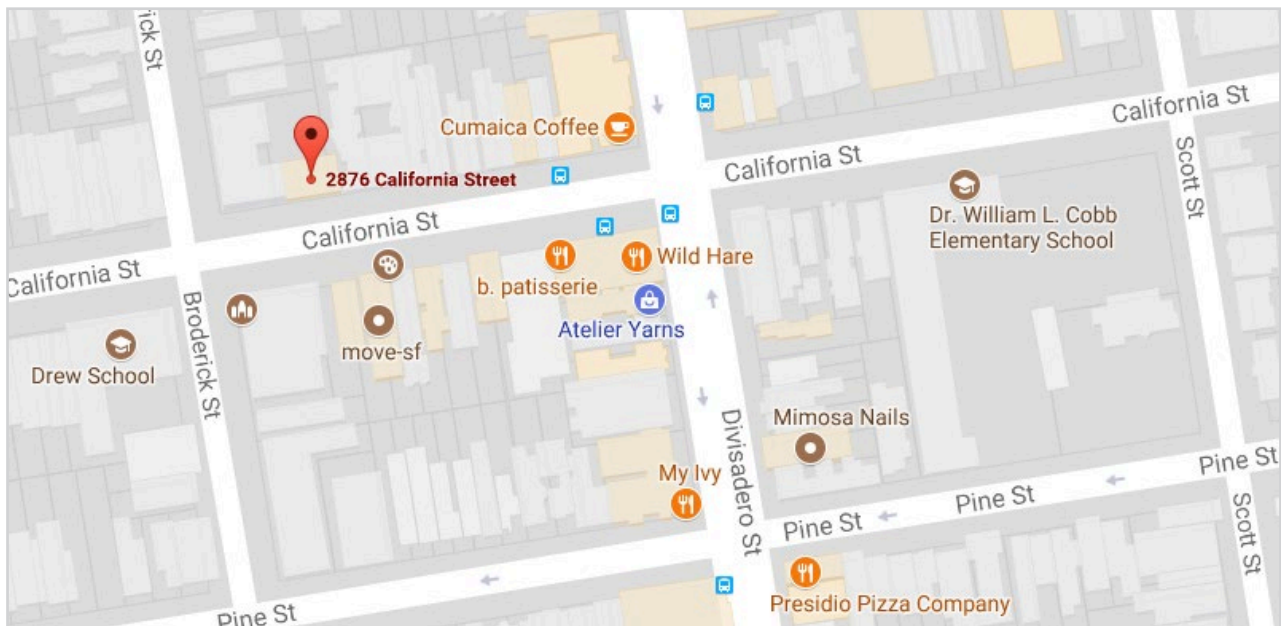 rick St
Cumaica Coffee
California St
2876 California Street
California St
Scott St
California St
Dr. William L. Cobb
Elementary School
Wild Hare
b. patisserie
California St
Broderick St
Atelier Yarns
move-sf
Drew School
Divisadero St
Mimosa Nails
My Ivy
Pine St
Pine St
Pine St
Scott St
Presidio Pizza Company
Pine St